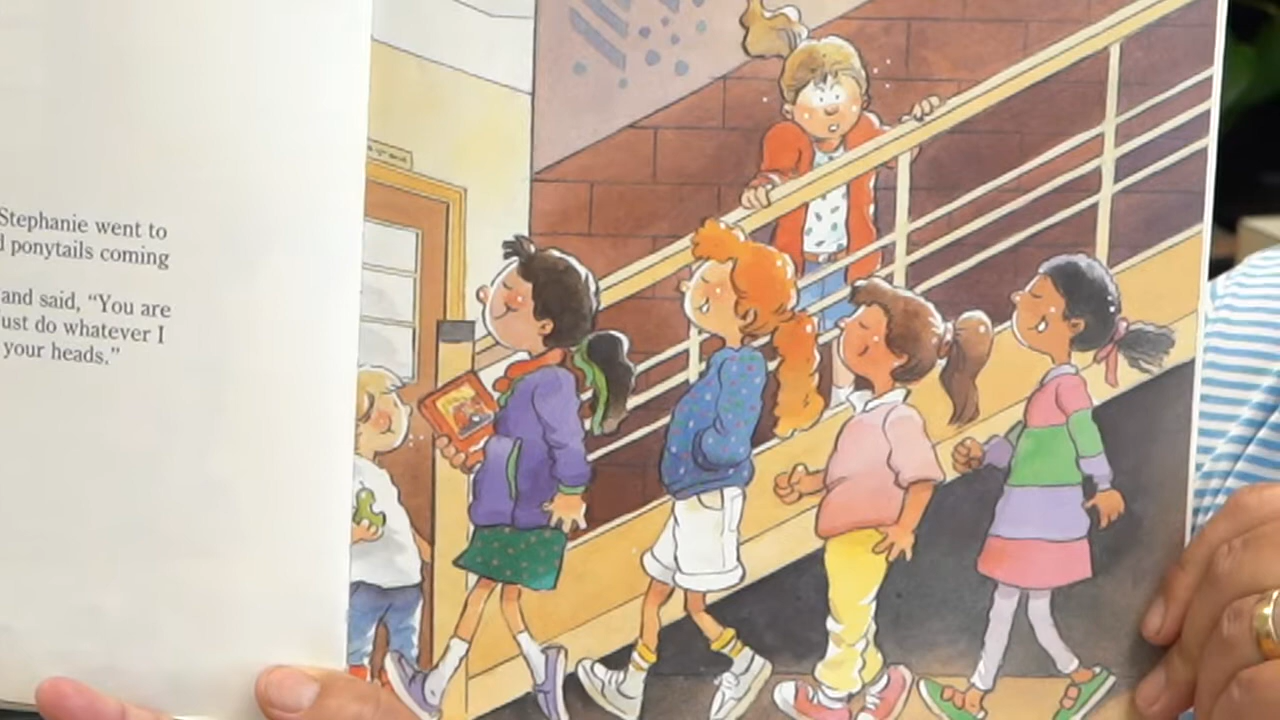 Stephanie went to
ponytails coming
and said, “You are
ust do whatever I
your heads.”